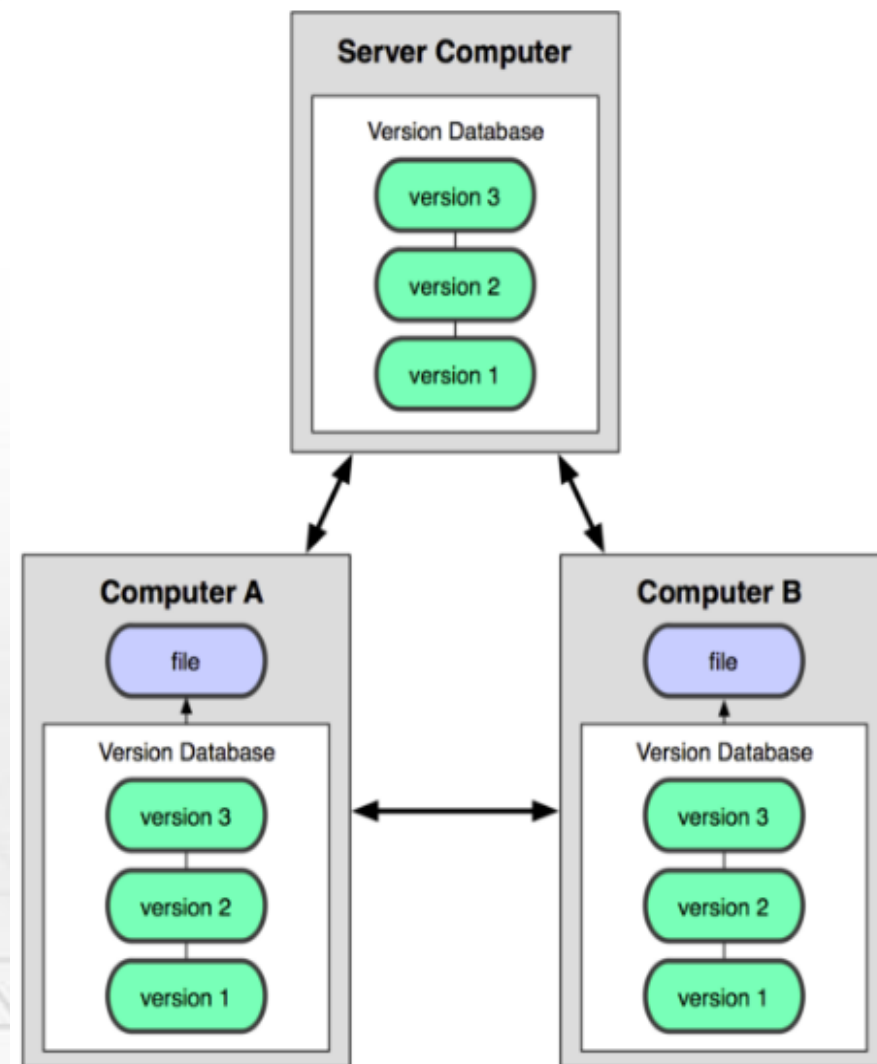 Server Computer
Version Database
version 3
version 2
version 1
Computer A
file
Version Database
version 3
version 2
version 1
Computer B
file
Version Database
version 3
version 2
version 1